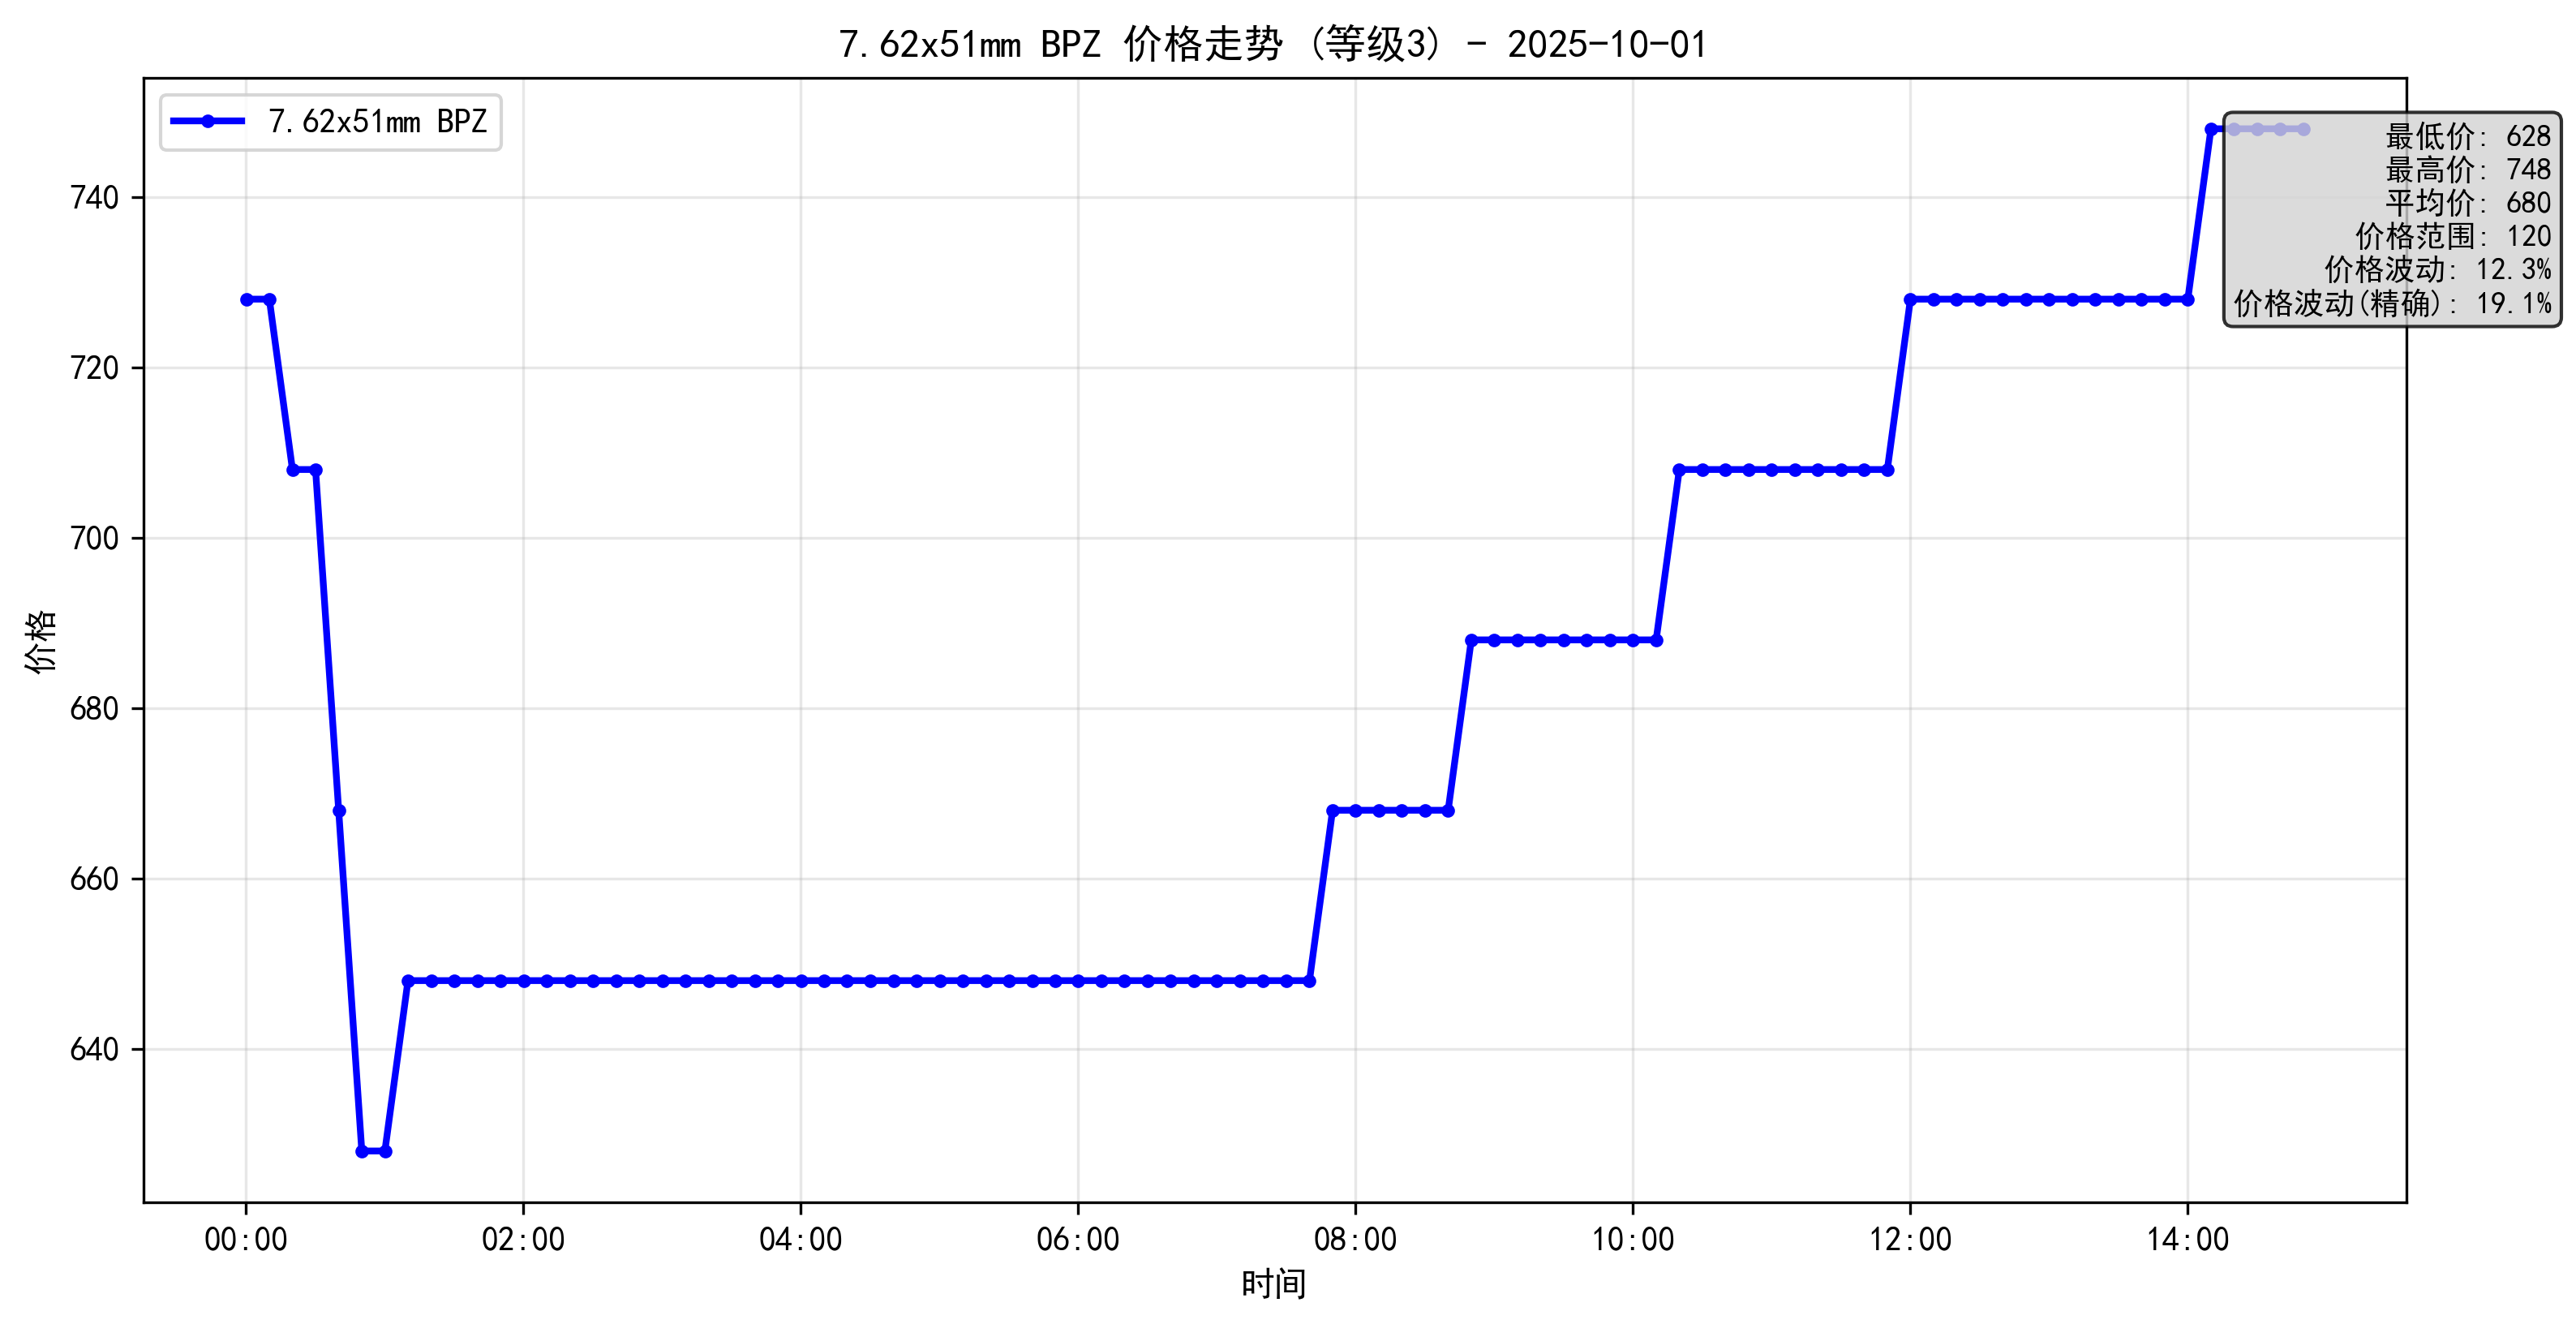 7.62x51mm BPZ 价格走势 (等级3) - 2025-10-01
7.62x51mm BPZ
最低价: 628
最高价: 748
平均价: 680
价格范围: 120
价格波动: 12.3%
价格波动(精确): 19.1%
价格
740
720
700
680
660
640
00:00 02:00 04:00 06:00 08:00 10:00 12:00 14:00
时间